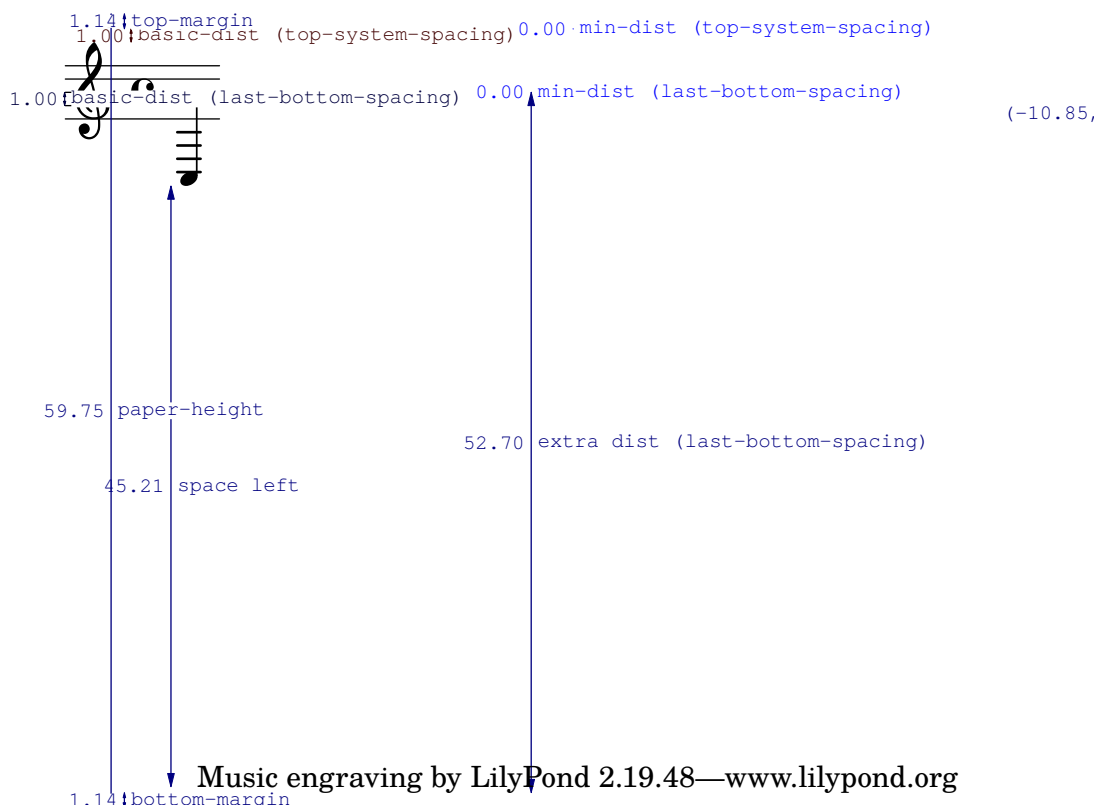 1.14 top-margin
1.00 basic-dist (top-system-spacing) 0.00 min-dist (top-system-spacing)
1.00 basic-dist (last-bottom-spacing) 0.00 min-dist (last-bottom-spacing)
(-10.85,
59.75 paper-height
52.70 extra dist (last-bottom-spacing)
45.21 space left
Music engraving by LilyPond 2.19.48—www.lilypond.org
1.14 bottom-margin